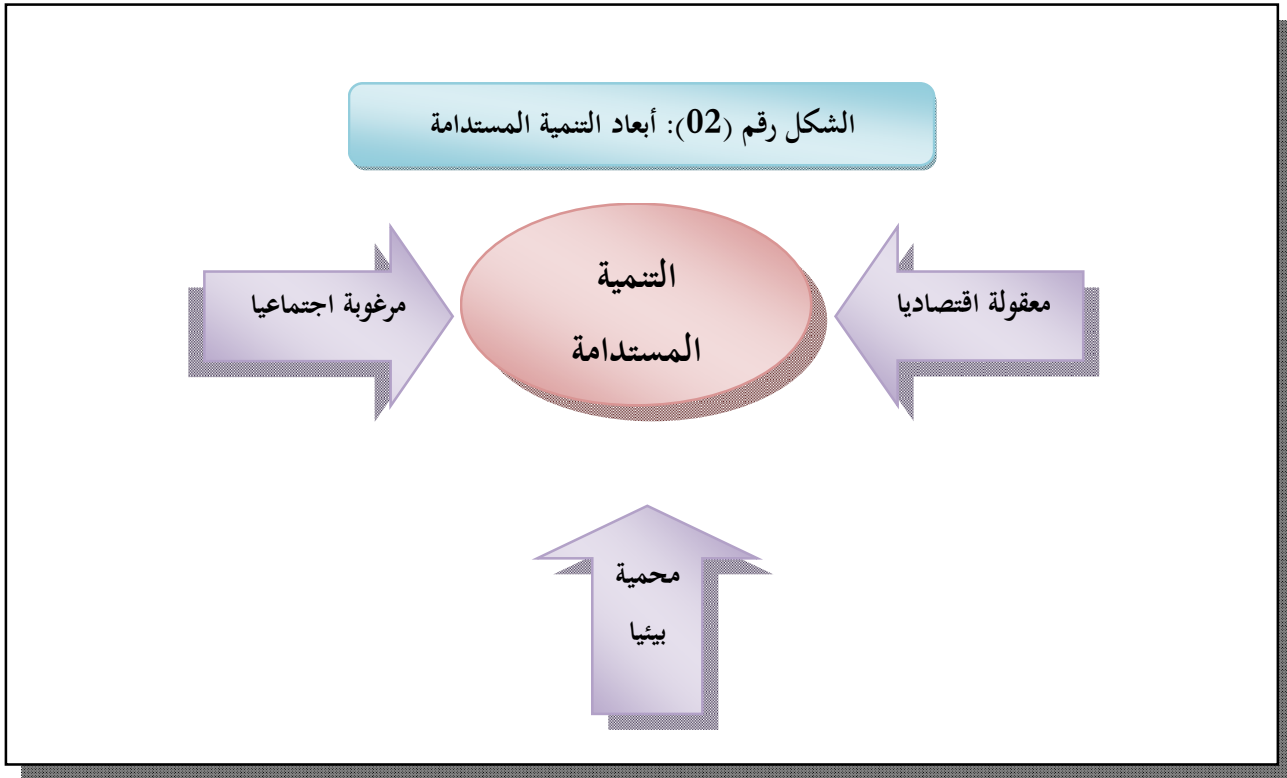 الشكل رقم (02): أبعاد التنمية المستدامة
التنمية
المستدامة
معقولة اقتصاديا
مرغوبة اجتماعيا
محمية
بيئيا